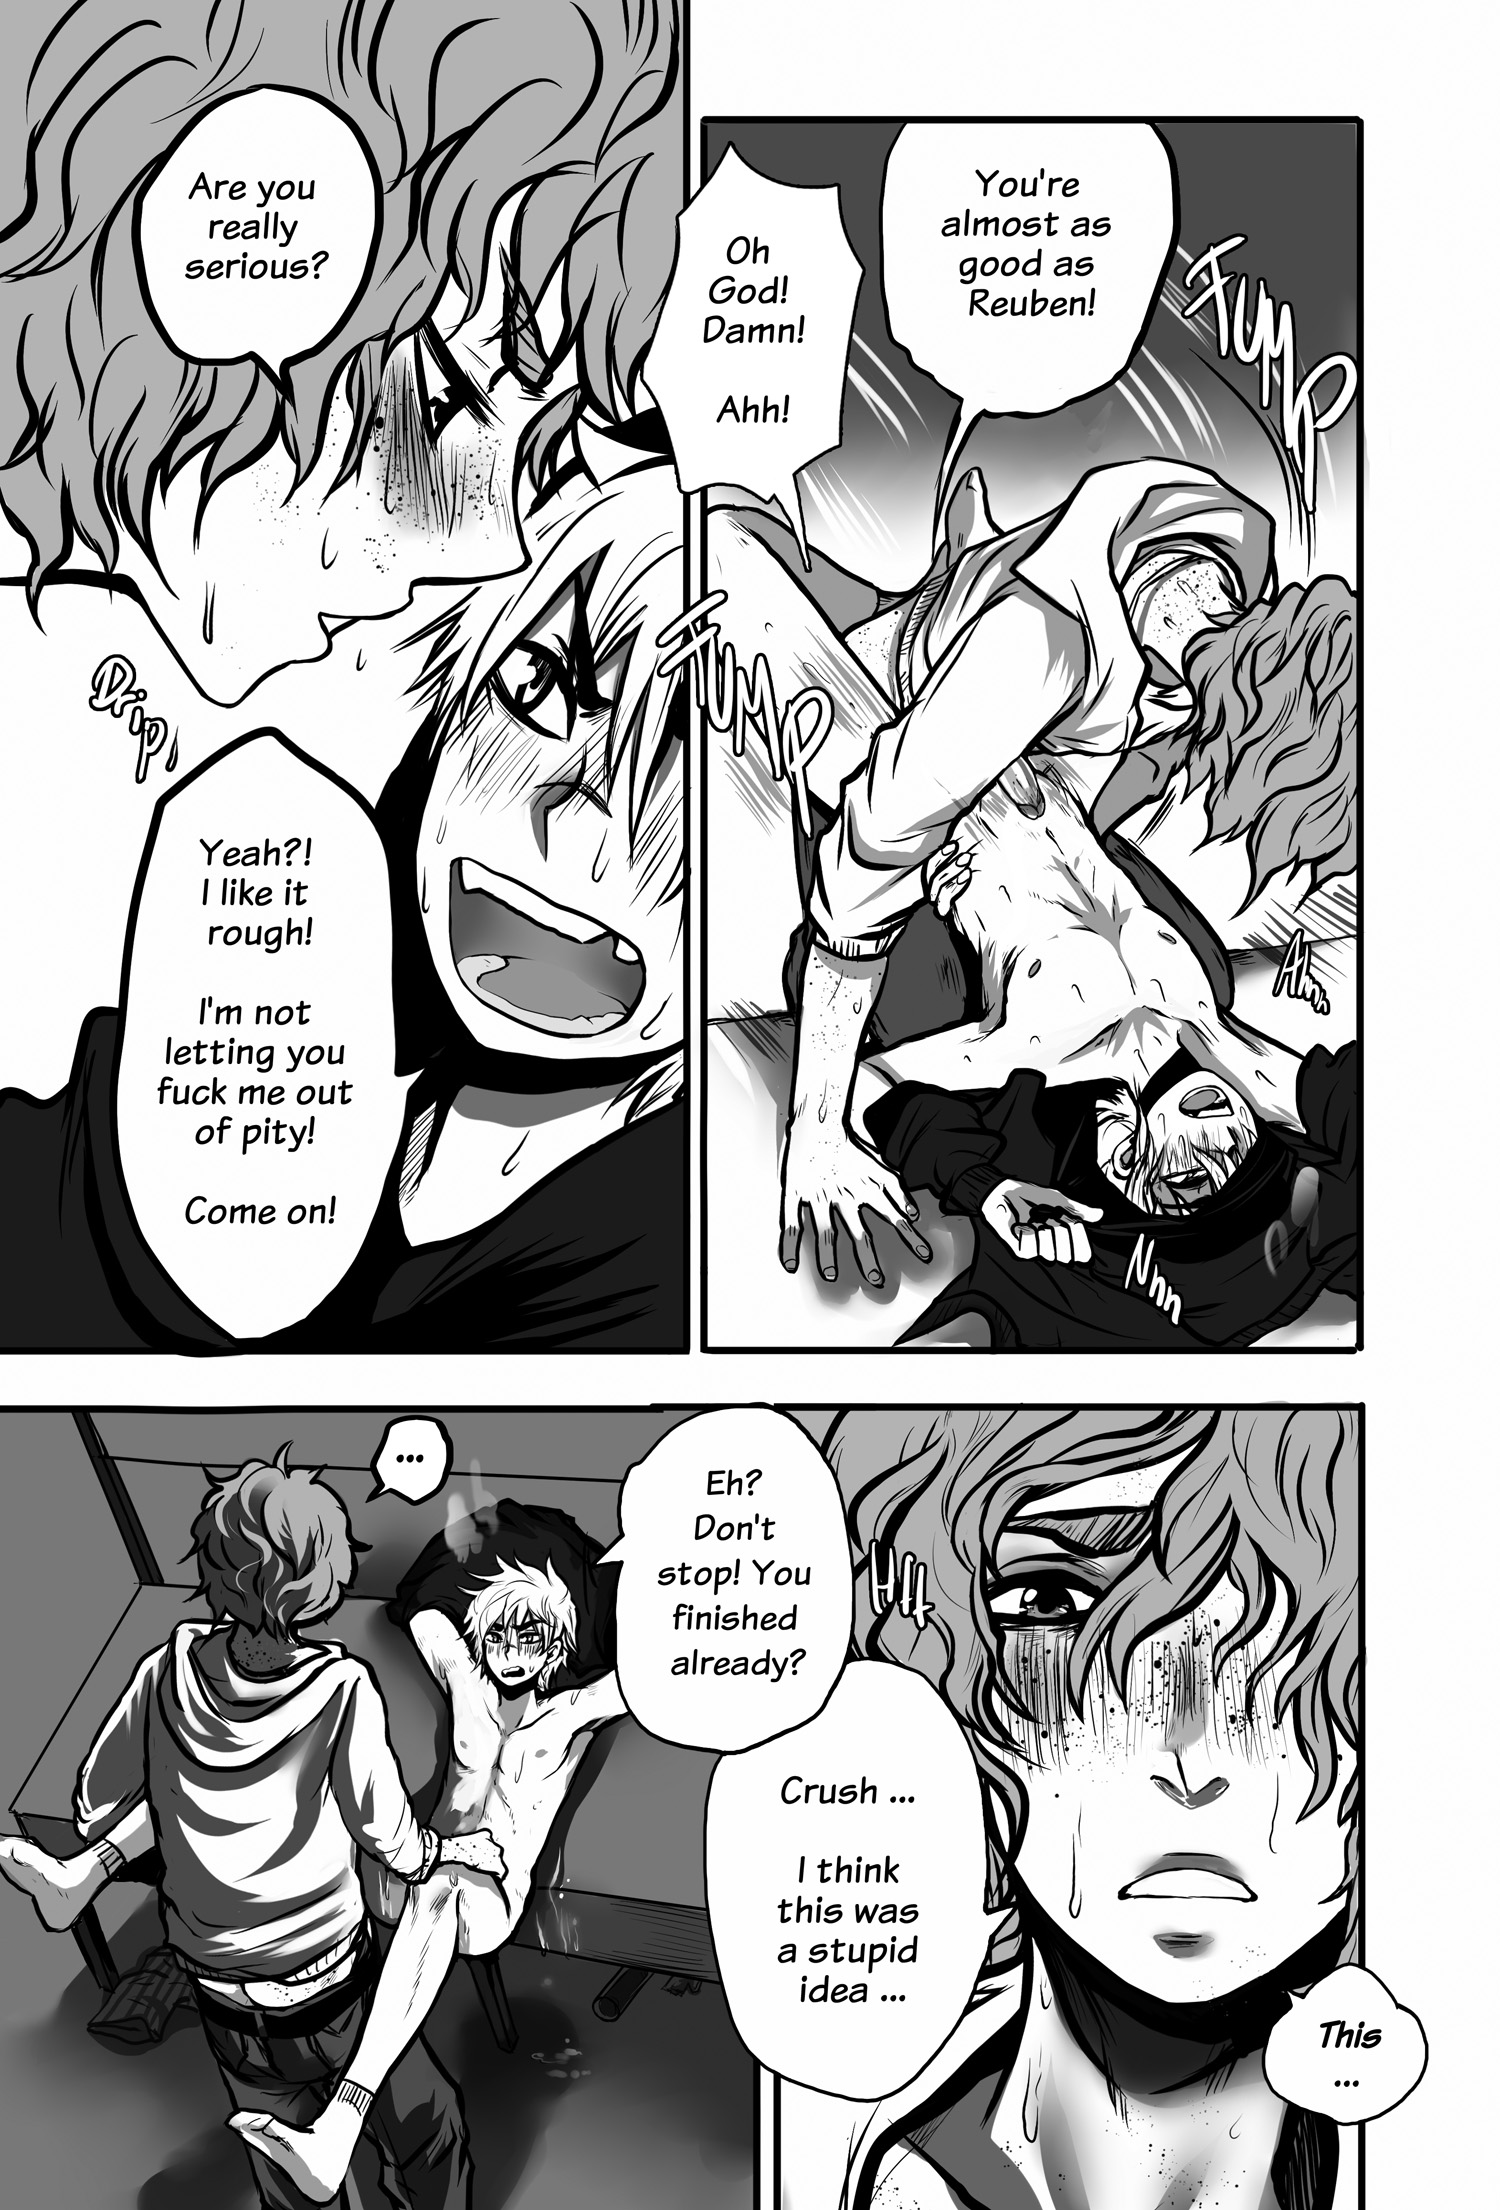 Are you
really
serious?
Drip,
Yeah?!
I like it
rough!
I'm not
letting you
fuck me out
of pity!
Come on!
You're
almost as
good as
Reuben!
Oh
God!
Damn!
Ahh!
FUMP
FUMP
Ahnn
Nnn
...
Eh?
Don't
stop! You
finished
already?
Crush ...
I think
this was
a stupid
idea ...
This
...